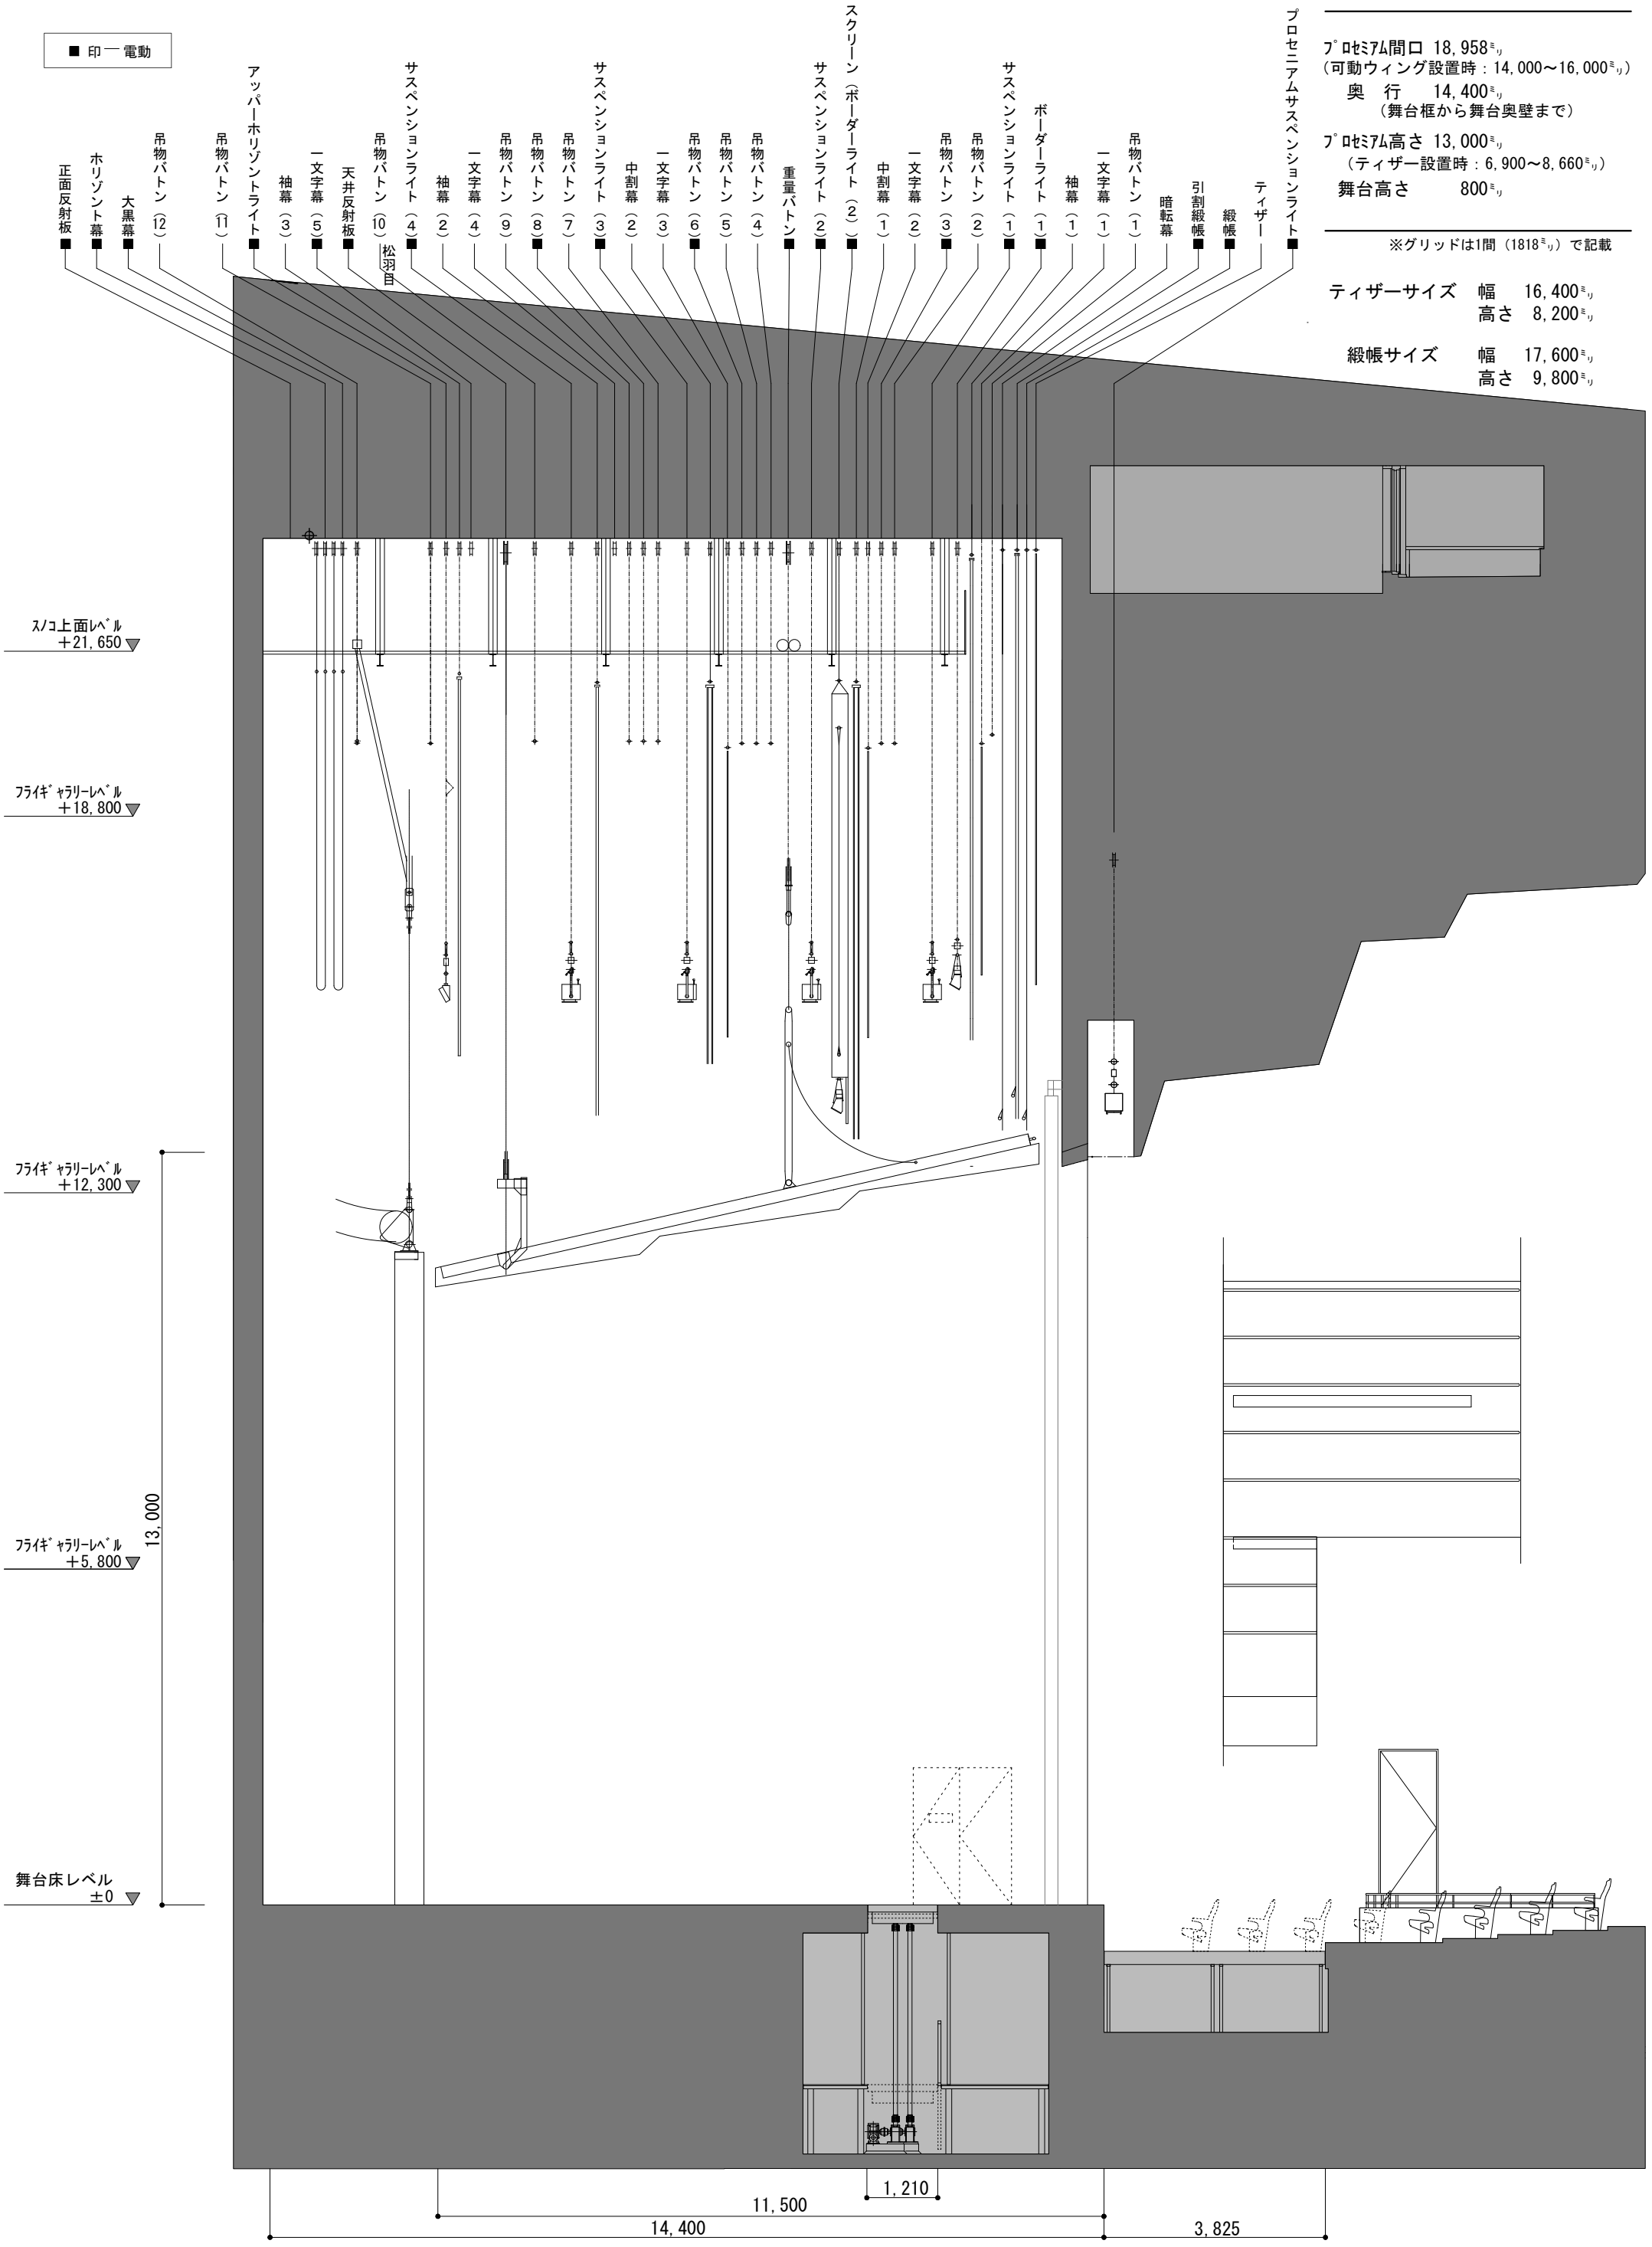 ■ 印 ― 電動
正面反射板
ホリゾント幕
大黒幕
吊物バトン(12)
吊物バトン(11)
アッパーホリゾントライト
袖幕(3)
一文字幕(5)
天井反射板
吊物バトン(10)
松羽目
サスペンションライト(4)
袖幕(2)
一文字幕(4)
吊物バトン(9)
吊物バトン(8)
吊物バトン(7)
サスペンションライト(3)
中割幕(2)
一文字幕(3)
吊物バトン(6)
吊物バトン(5)
吊物バトン(4)
重量バトン
サスペンションライト(2)
スクリーン(ボーダーライト(2))
中割幕(1)
一文字幕(2)
吊物バトン(3)
吊物バトン(2)
サスペンションライト(1)
ボーダーライト(1)
袖幕(1)
一文字幕(1)
吊物バトン(1)
暗転幕
引割緞帳
緞帳
ティザー
プロセニアムサスペンションライト
プロセミアム間口 18,958ミリ
(可動ウィング設置時:14,000〜16,000ミリ)
奥 行 14,400ミリ
(舞台框から舞台奥壁まで)
プロセミアム高さ 13,000ミリ
(ティザー設置時:6,900〜8,660ミリ)
舞台高さ 800ミリ
※グリッドは1間(1818ミリ)で記載
ティザーサイズ 幅 16,400ミリ
高さ 8,200ミリ
緞帳サイズ 幅 17,600ミリ
高さ 9,800ミリ
スノコ上面レベル
+21,650
フライギャラリーレベル
+18,800
フライギャラリーレベル
+12,300
13,000
フライギャラリーレベル
+5,800
舞台床レベル
±0
1,210
11,500
14,400
3,825